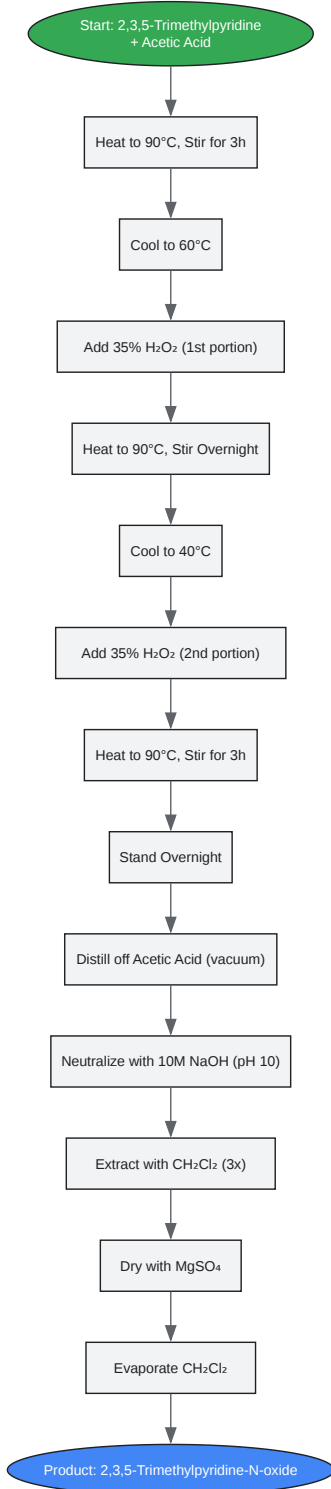 Start: 2,3,5-Trimethylpyridine
+ Acetic Acid
Heat to 90°C, Stir for 3h
Cool to 60°C
Add 35% H₂O₂ (1st portion)
Heat to 90°C, Stir Overnight
Cool to 40°C
Add 35% H₂O₂ (2nd portion)
Heat to 90°C, Stir for 3h
Stand Overnight
Distill off Acetic Acid (vacuum)
Neutralize with 10M NaOH (pH 10)
Extract with CH₂Cl₂ (3x)
Dry with MgSO₄
Evaporate CH₂Cl₂
Product: 2,3,5-Trimethylpyridine-N-oxide